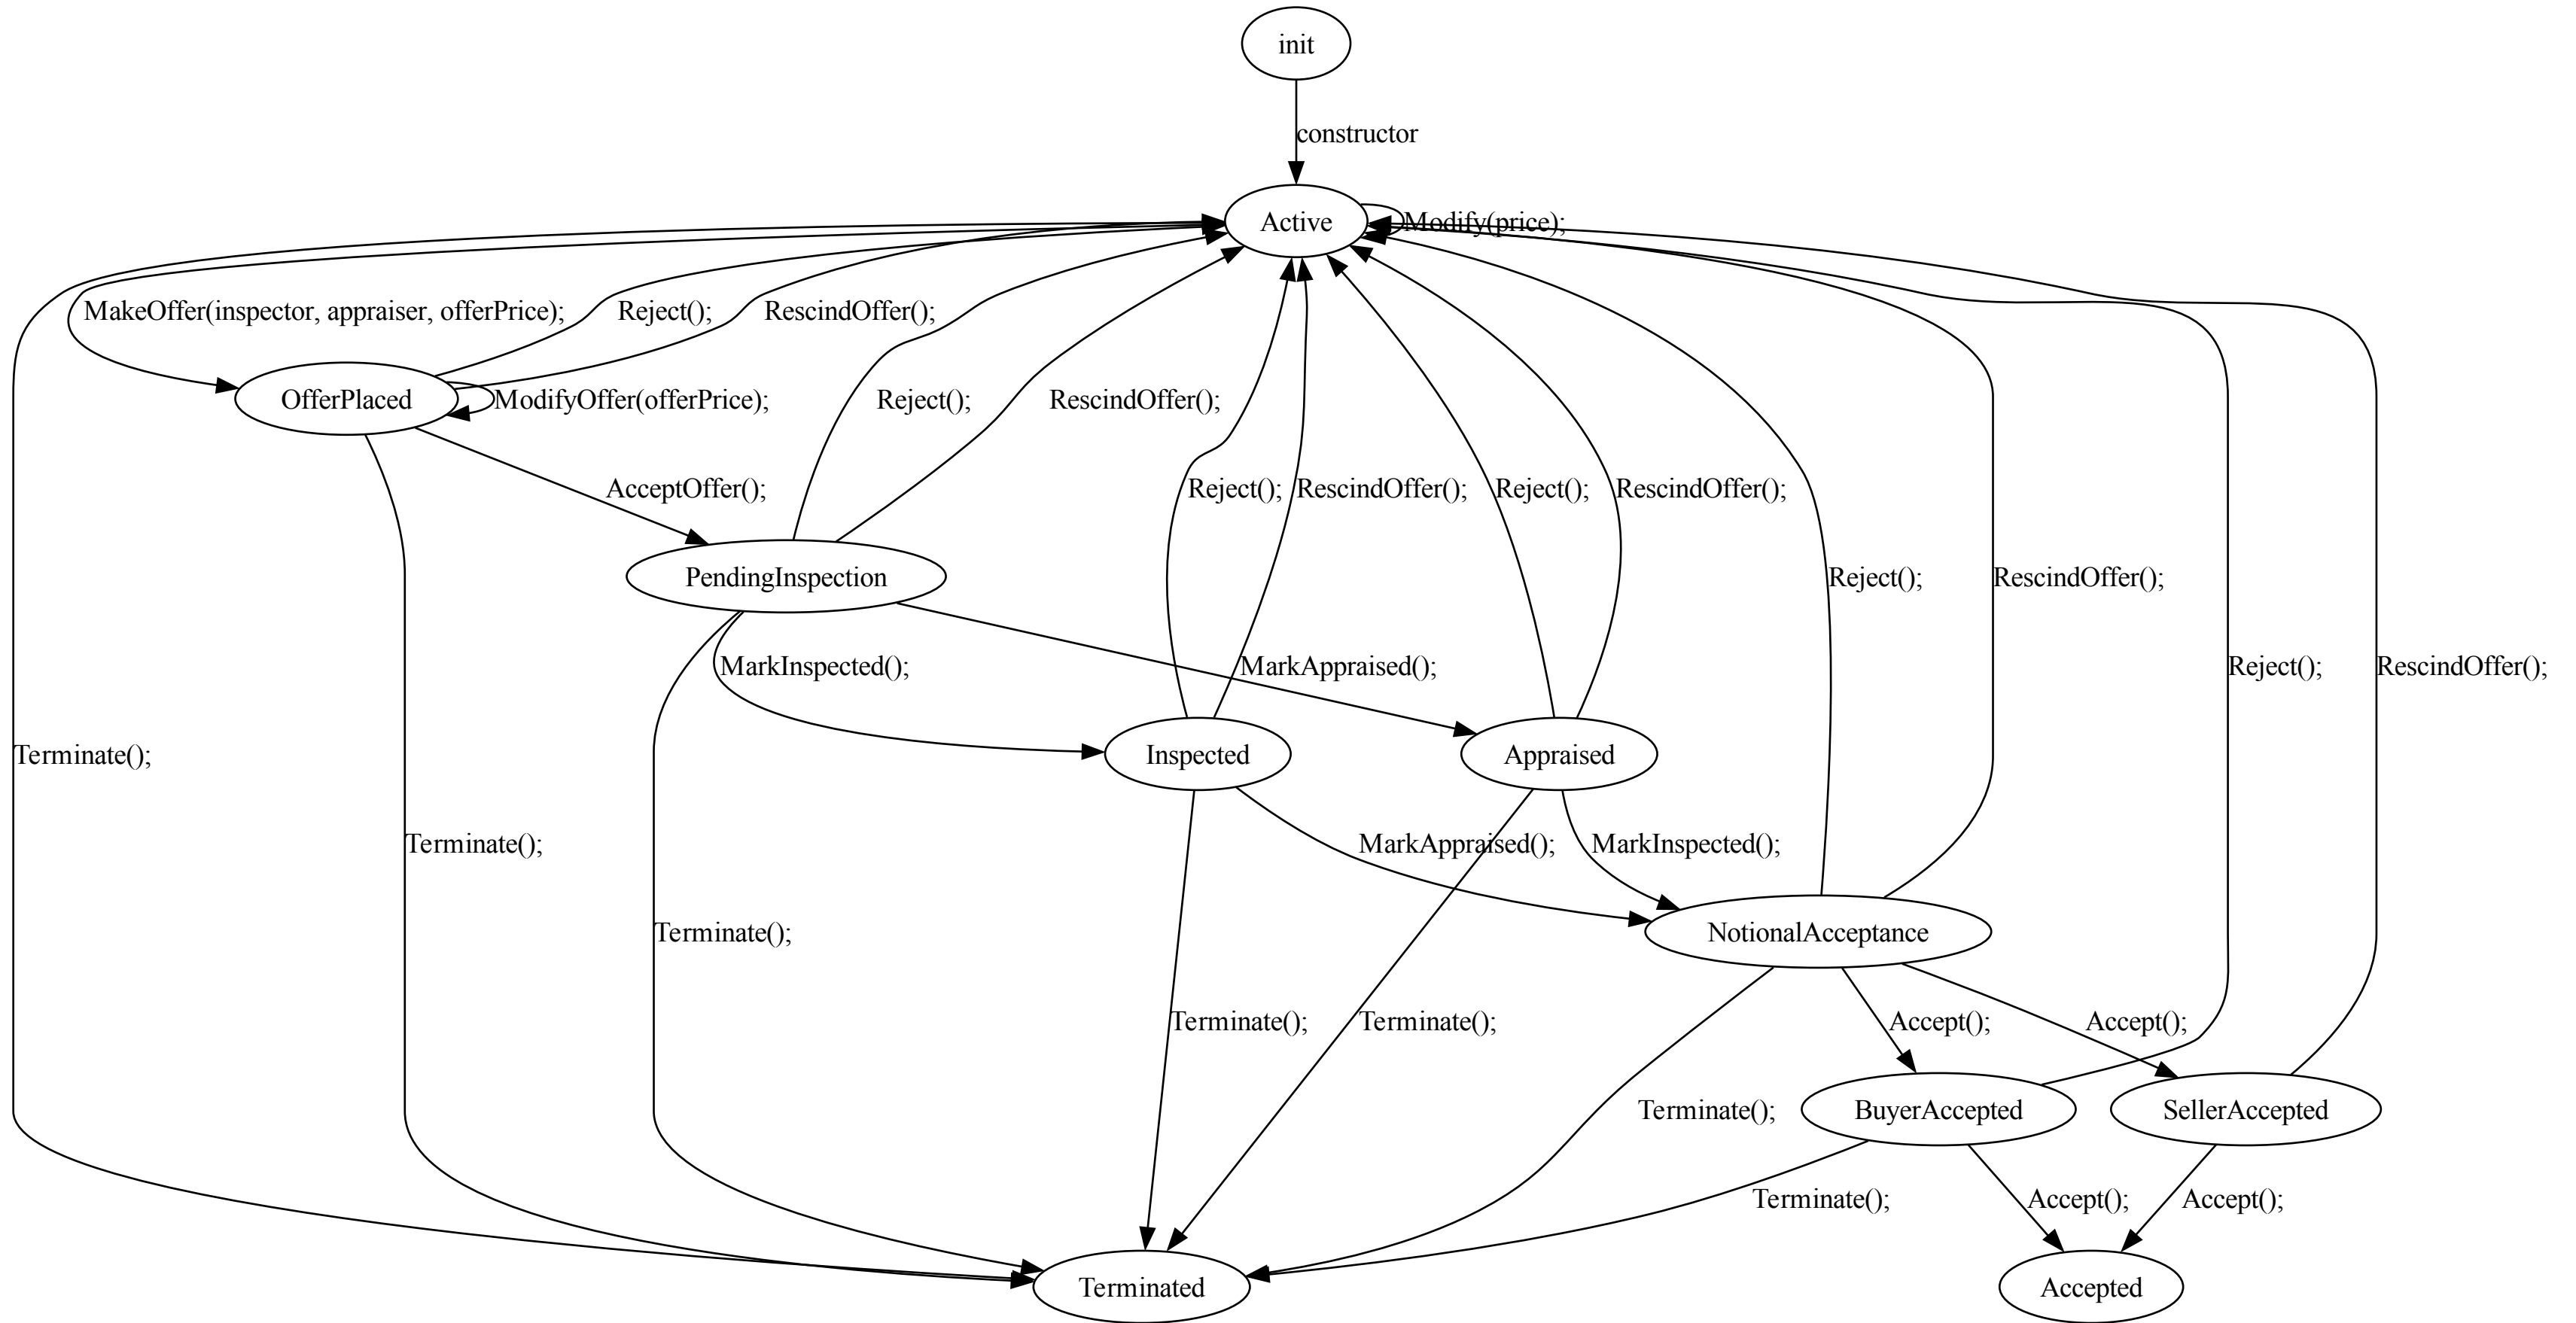 init
constructor
Active
Modify(price);
MakeOffer(inspector, appraiser, offerPrice);
Reject();
RescindOffer();
OfferPlaced
ModifyOffer(offerPrice);
Reject();
RescindOffer();
AcceptOffer();
Reject();
RescindOffer();
Reject();
RescindOffer();
PendingInspection
Reject();
RescindOffer();
MarkInspected();
MarkAppraised();
Reject();
RescindOffer();
Terminate();
Inspected
Appraised
Terminate();
MarkAppraised();
MarkInspected();
Terminate();
NotionalAcceptance
Terminate();
Terminate();
Accept();
Accept();
Terminate();
BuyerAccepted
SellerAccepted
Terminate();
Accept();
Accept();
Terminated
Accepted